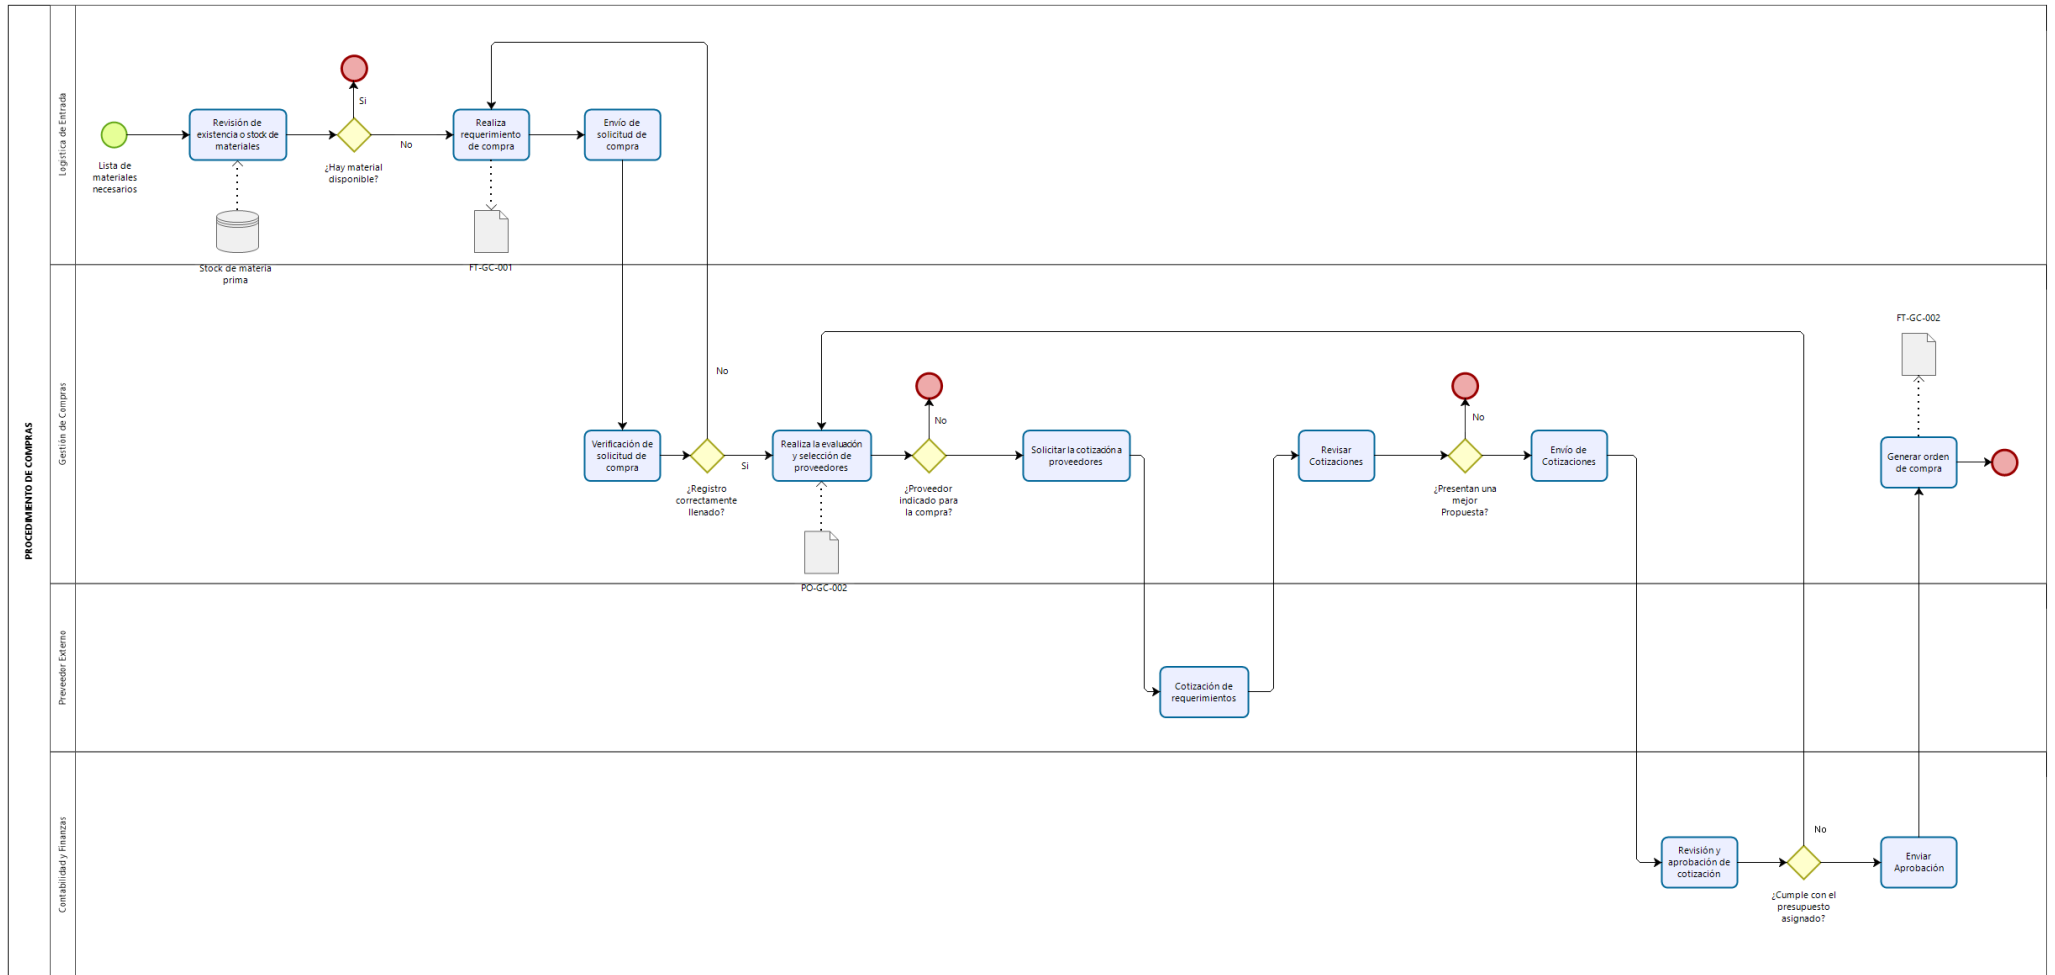 PROCEDIMIENTO DE COMPRAS
Logistica de Entrada
Lista de
materiales
necesarios
Revisión de
existencia o stock de
materiales
Stock de materia
prima
Si
¿Hay material
disponible?
No
Realiza
requerimiento
de compra
FT-GC-001
Envío de
solicitud de
compra
Gestión de Compras
Verificación de
solicitud de
compra
No
Si
¿Registro
correctamente
llenado?
Realiza la evaluación
y selección de
proveedores
PO-GC-002
No
¿Proveedor
indicado para
la compra?
Solicitar la cotización a
proveedores
Revisar
Cotizaciones
No
¿Presentan una
mejor
Propuesta?
Envío de
Cotizaciones
FT-GC-002
Generar orden
de compra
Preveedor Externo
Cotización de
requerimientos
Contabilidad y Finanzas
Revisión y
aprobación de
cotización
No
¿Cumple con el
presupuesto
asignado?
Enviar
Aprobación